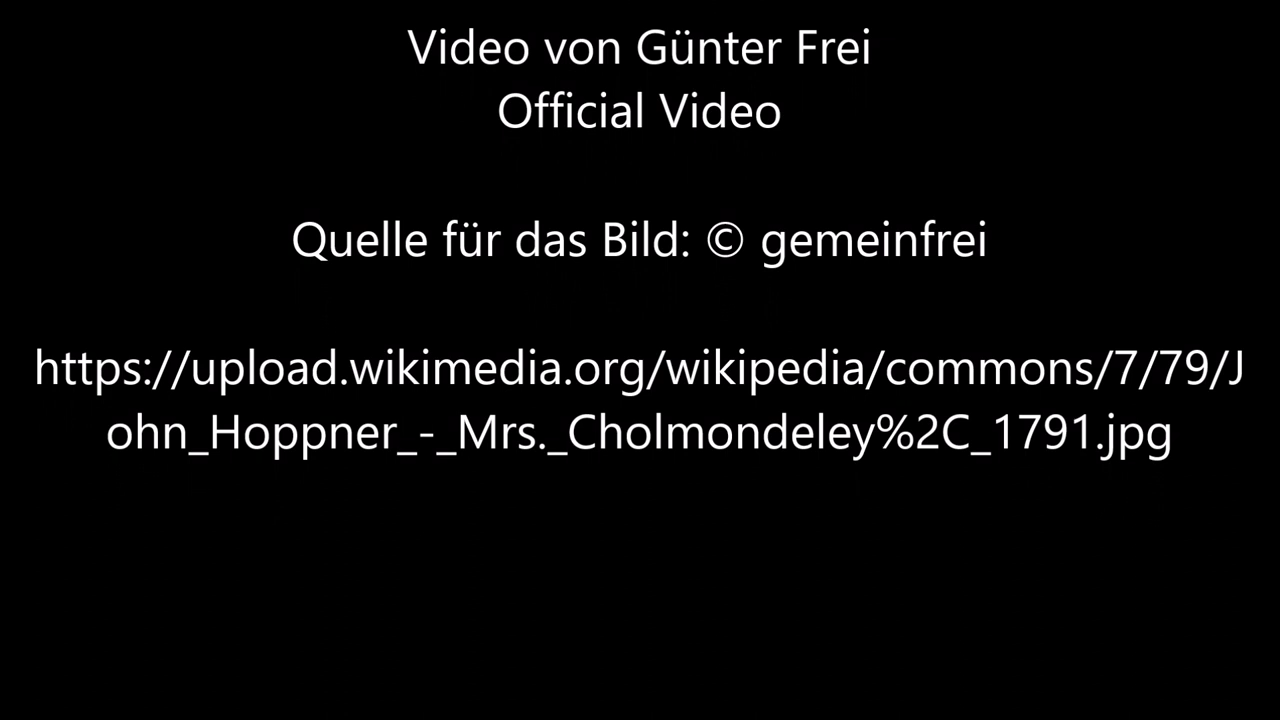 Video von Günter Frei
Official Video
Quelle für das Bild: © gemeinfrei
https://upload.wikimedia.org/wikipedia/commons/7/79/J
ohn_Hoppner_-_Mrs._Cholmondeley%2C_1791.jpg